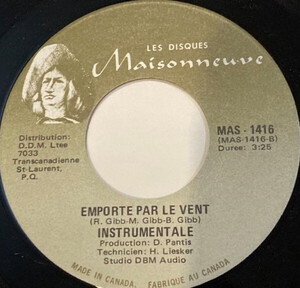 LES DISQUES
Maisonneuve
Distribution:
D.D.M. Ltee
7033
Transcanadienne
St-Laurent,
P.Q.
MAS - 1416
(MAS-1416-B)
Duree: 3:25
EMPORTE PAR LE VENT
(R. Gibb-M. Gibb-B. Gibb)
INSTRUMENTALE
Production: D. Pantis
Technicien: H. Liesker
Studio DBM Audio
MADE IN CANADA. FABRIQUE AU CANADA